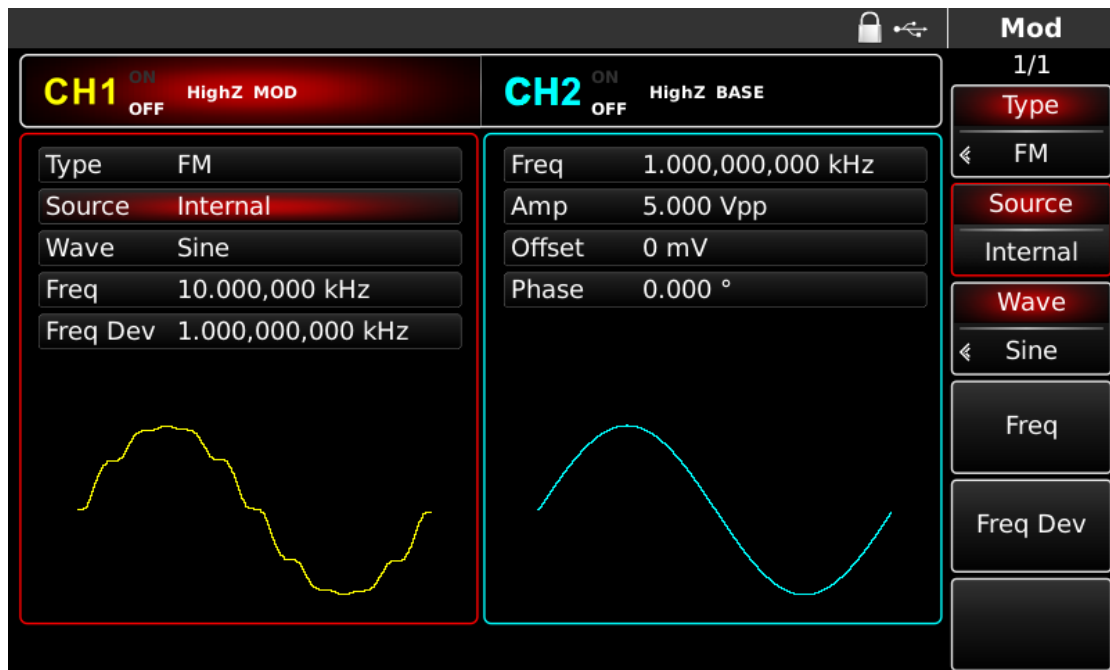 Mod
1/1
CH1 ON OFF HighZ MOD
CH2 ON OFF HighZ BASE
Type FM
Source Internal
Wave Sine
Freq 10.000,000 kHz
Freq Dev 1.000,000,000 kHz
Freq 1.000,000,000 kHz
Amp 5.000 Vpp
Offset 0 mV
Phase 0.000 °
Type
FM
Source
Internal
Wave
Sine
Freq
Freq Dev